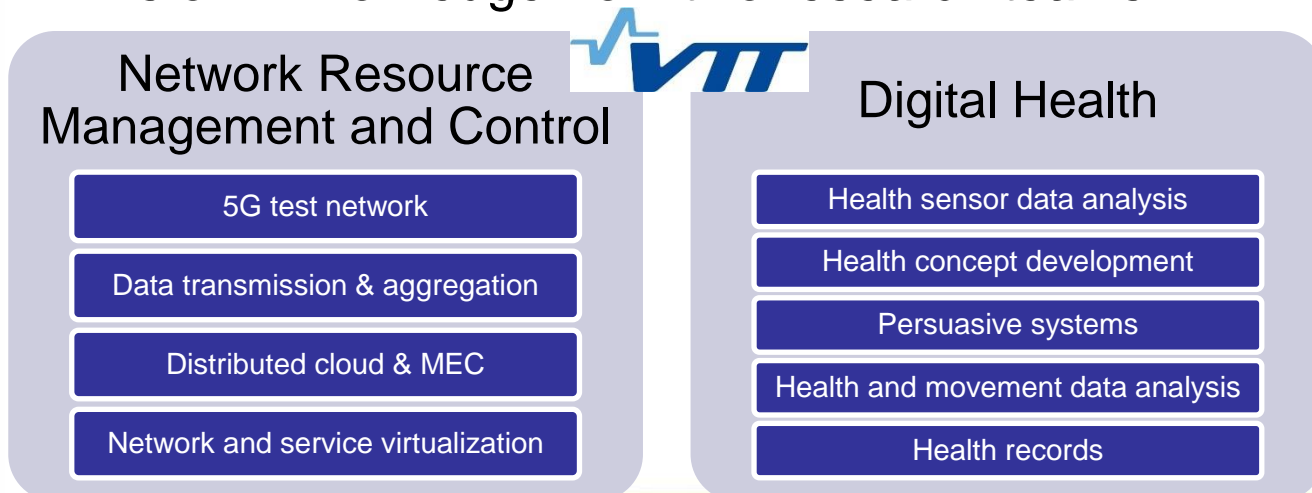 VTT
Network Resource
Management and Control
5G test network
Data transmission & aggregation
Distributed cloud & MEC
Network and service virtualization
Digital Health
Health sensor data analysis
Health concept development
Persuasive systems
Health and movement data analysis
Health records